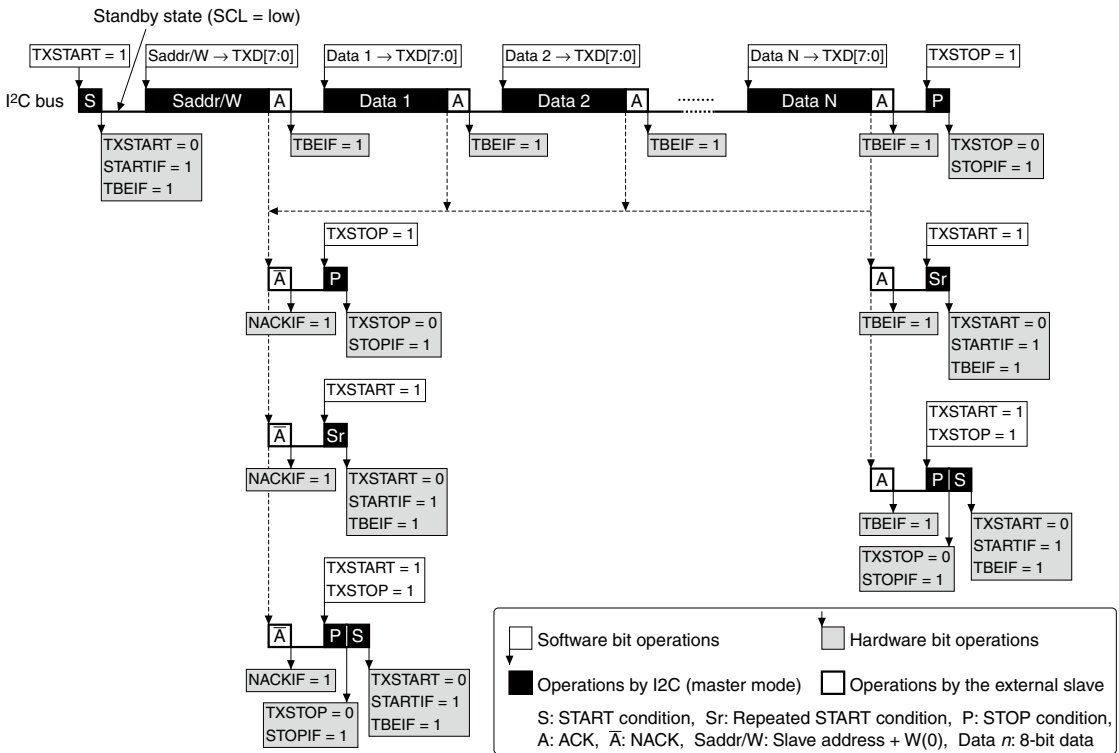 Standby state (SCL = low)
TXSTART = 1
Saddr/W → TXD[7:0]
Data 1 → TXD[7:0]
Data 2 → TXD[7:0]
Data N → TXD[7:0]
TXSTOP = 1
I²C bus
S
Saddr/W
A
Data 1
A
Data 2
A
Data N
A
P
TXSTART = 0
STARTIF = 1
TBEIF = 1
TBEIF = 1
TBEIF = 1
TBEIF = 1
TBEIF = 1
TXSTOP = 0
STOPIF = 1
TXSTOP = 1
A̅
P
NACKIF = 1
TXSTOP = 0
STOPIF = 1
TXSTART = 1
A
Sr
TBEIF = 1
TXSTART = 0
STARTIF = 1
TBEIF = 1
TXSTART = 1
A̅
Sr
NACKIF = 1
TXSTART = 0
STARTIF = 1
TBEIF = 1
TXSTART = 1
TXSTOP = 1
A
P
S
TBEIF = 1
TXSTOP = 0
STOPIF = 1
TXSTART = 0
STARTIF = 1
TBEIF = 1
TXSTART = 1
TXSTOP = 1
A̅
P
S
NACKIF = 1
TXSTOP = 0
STOPIF = 1
TXSTART = 0
STARTIF = 1
TBEIF = 1
Software bit operations
Hardware bit operations
Operations by I2C (master mode)
Operations by the external slave
S: START condition, Sr: Repeated START condition, P: STOP condition,
A: ACK, A̅: NACK, Saddr/W: Slave address + W(0), Data n: 8-bit data